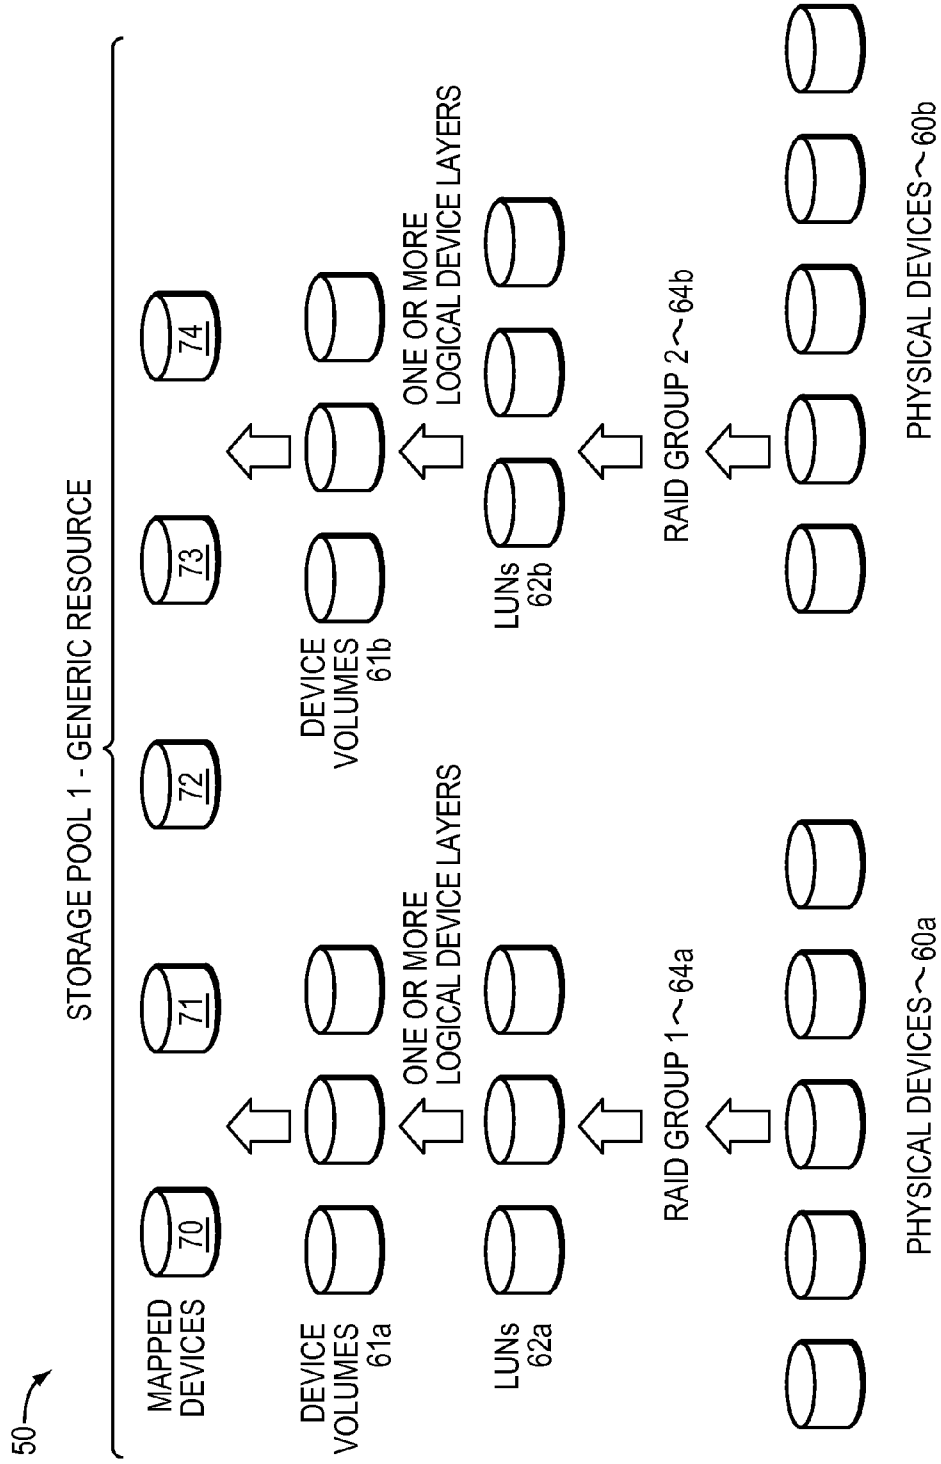 50
STORAGE POOL 1 - GENERIC RESOURCE
MAPPED
DEVICES
70
71
72
73
74
DEVICE
VOLUMES
61a
DEVICE
VOLUMES
61b
ONE OR MORE
LOGICAL DEVICE LAYERS
ONE OR MORE
LOGICAL DEVICE LAYERS
LUNs
62a
LUNs
62b
RAID GROUP 1~64a
RAID GROUP 2~64b
PHYSICAL DEVICES~60a
PHYSICAL DEVICES~60b